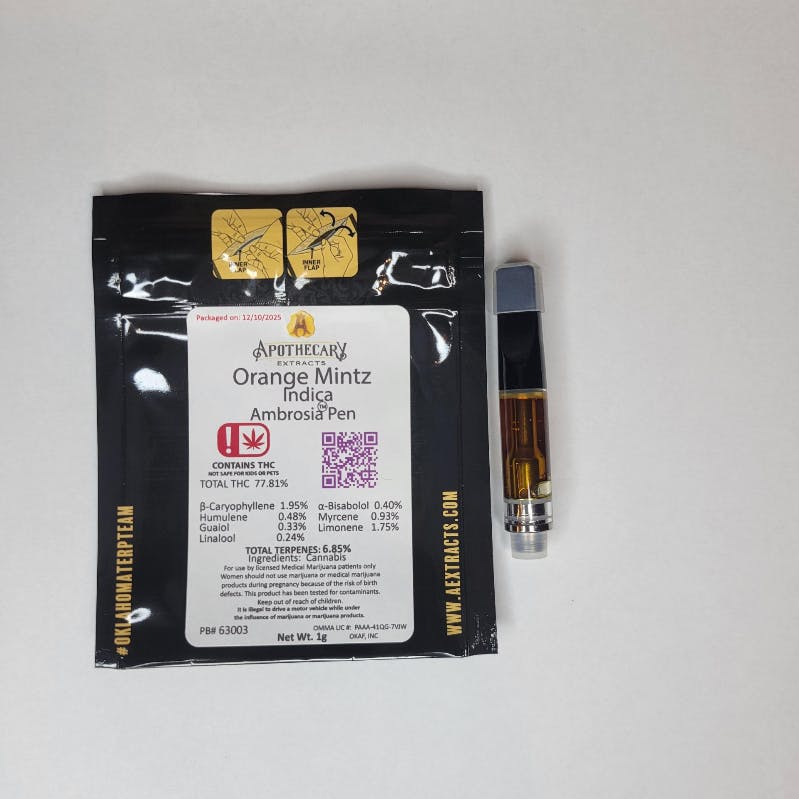 INNER
FLAP
INNER
FLAP
Packaged on: 12/10/2025
APOTHECARY
EXTRACTS
Orange Mintz
Indica
Ambrosia™ Pen
CONTAINS THC
NOT SAFE FOR KIDS OR PETS
TOTAL THC 77.81%
β-Caryophyllene 1.95% α-Bisabolol 0.40%
Humulene 0.48% Myrcene 0.93%
Guaiol 0.33% Limonene 1.75%
Linalool 0.24%
TOTAL TERPENES: 6.85%
Ingredients: Cannabis
For use by licensed Medical Marijuana patients only
Women should not use marijuana or medical marijuana
products during pregnancy because of the risk of birth
defects. This product has been tested for contaminants.
Keep out of reach of children.
It is illegal to drive a motor vehicle while under
the influence of marijuana or marijuana products.
PB# 63003
Net Wt. 1g
OMMA LIC #: PAAA-41QG-7VIW
OKAF, INC
#OKLAHOMATERPTEAM
WWW.AEXTRACTS.COM